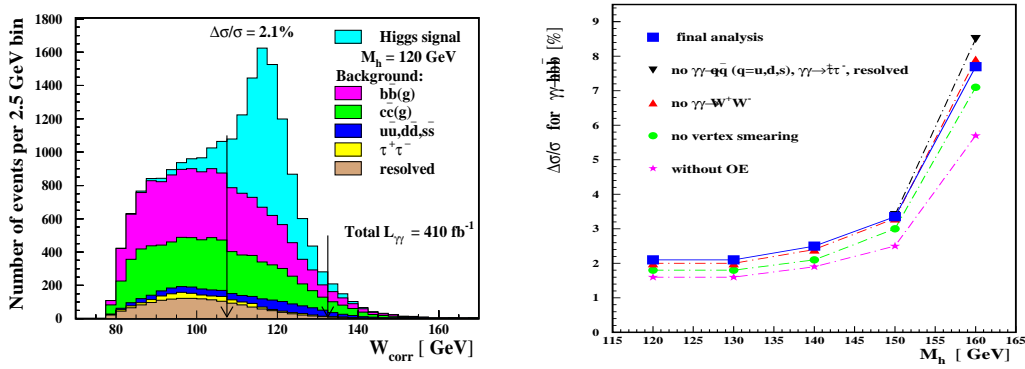 Number of events per 2.5 GeV bin
1800
1600
1400
1200
1000
800
600
400
200
0
Δσ/σ = 2.1%
Higgs signal
M_h = 120 GeV
Background:
bb̄(g)
cc̄(g)
uū,dd̄,ss̄
τ⁺τ⁻
resolved
Total L_γγ = 410 fb⁻¹
80 100 120 140 160
W_corr [ GeV]
Δσ/σ for γγ→h→bb̄ [%]
9
8
7
6
5
4
3
2
1
0
final analysis
no γγ→qq̄ (q=u,d,s), γγ→τ⁺τ⁻, resolved
no γγ→W⁺W⁻
no vertex smearing
without OE
115 120 125 130 135 140 145 150 155 160 165
M_h [ GeV]